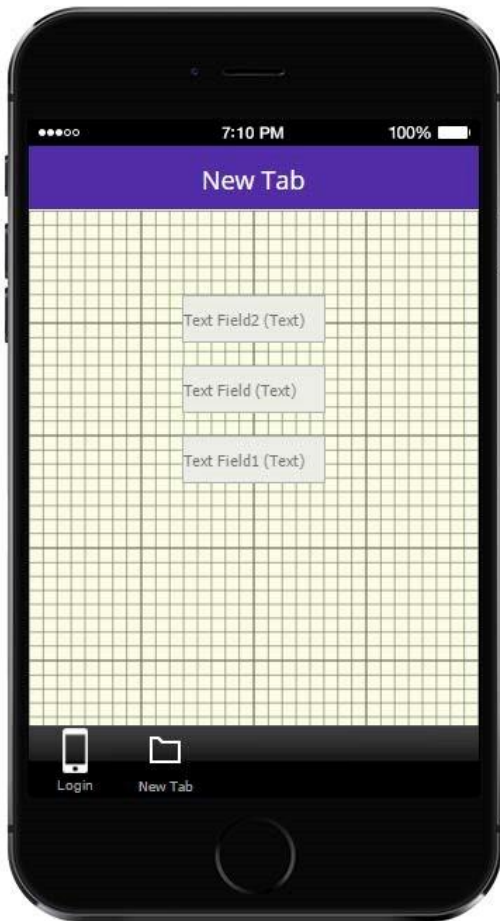 7:10 PM 100%
New Tab
Text Field2 (Text)
Text Field (Text)
Text Field1 (Text)
Login New Tab